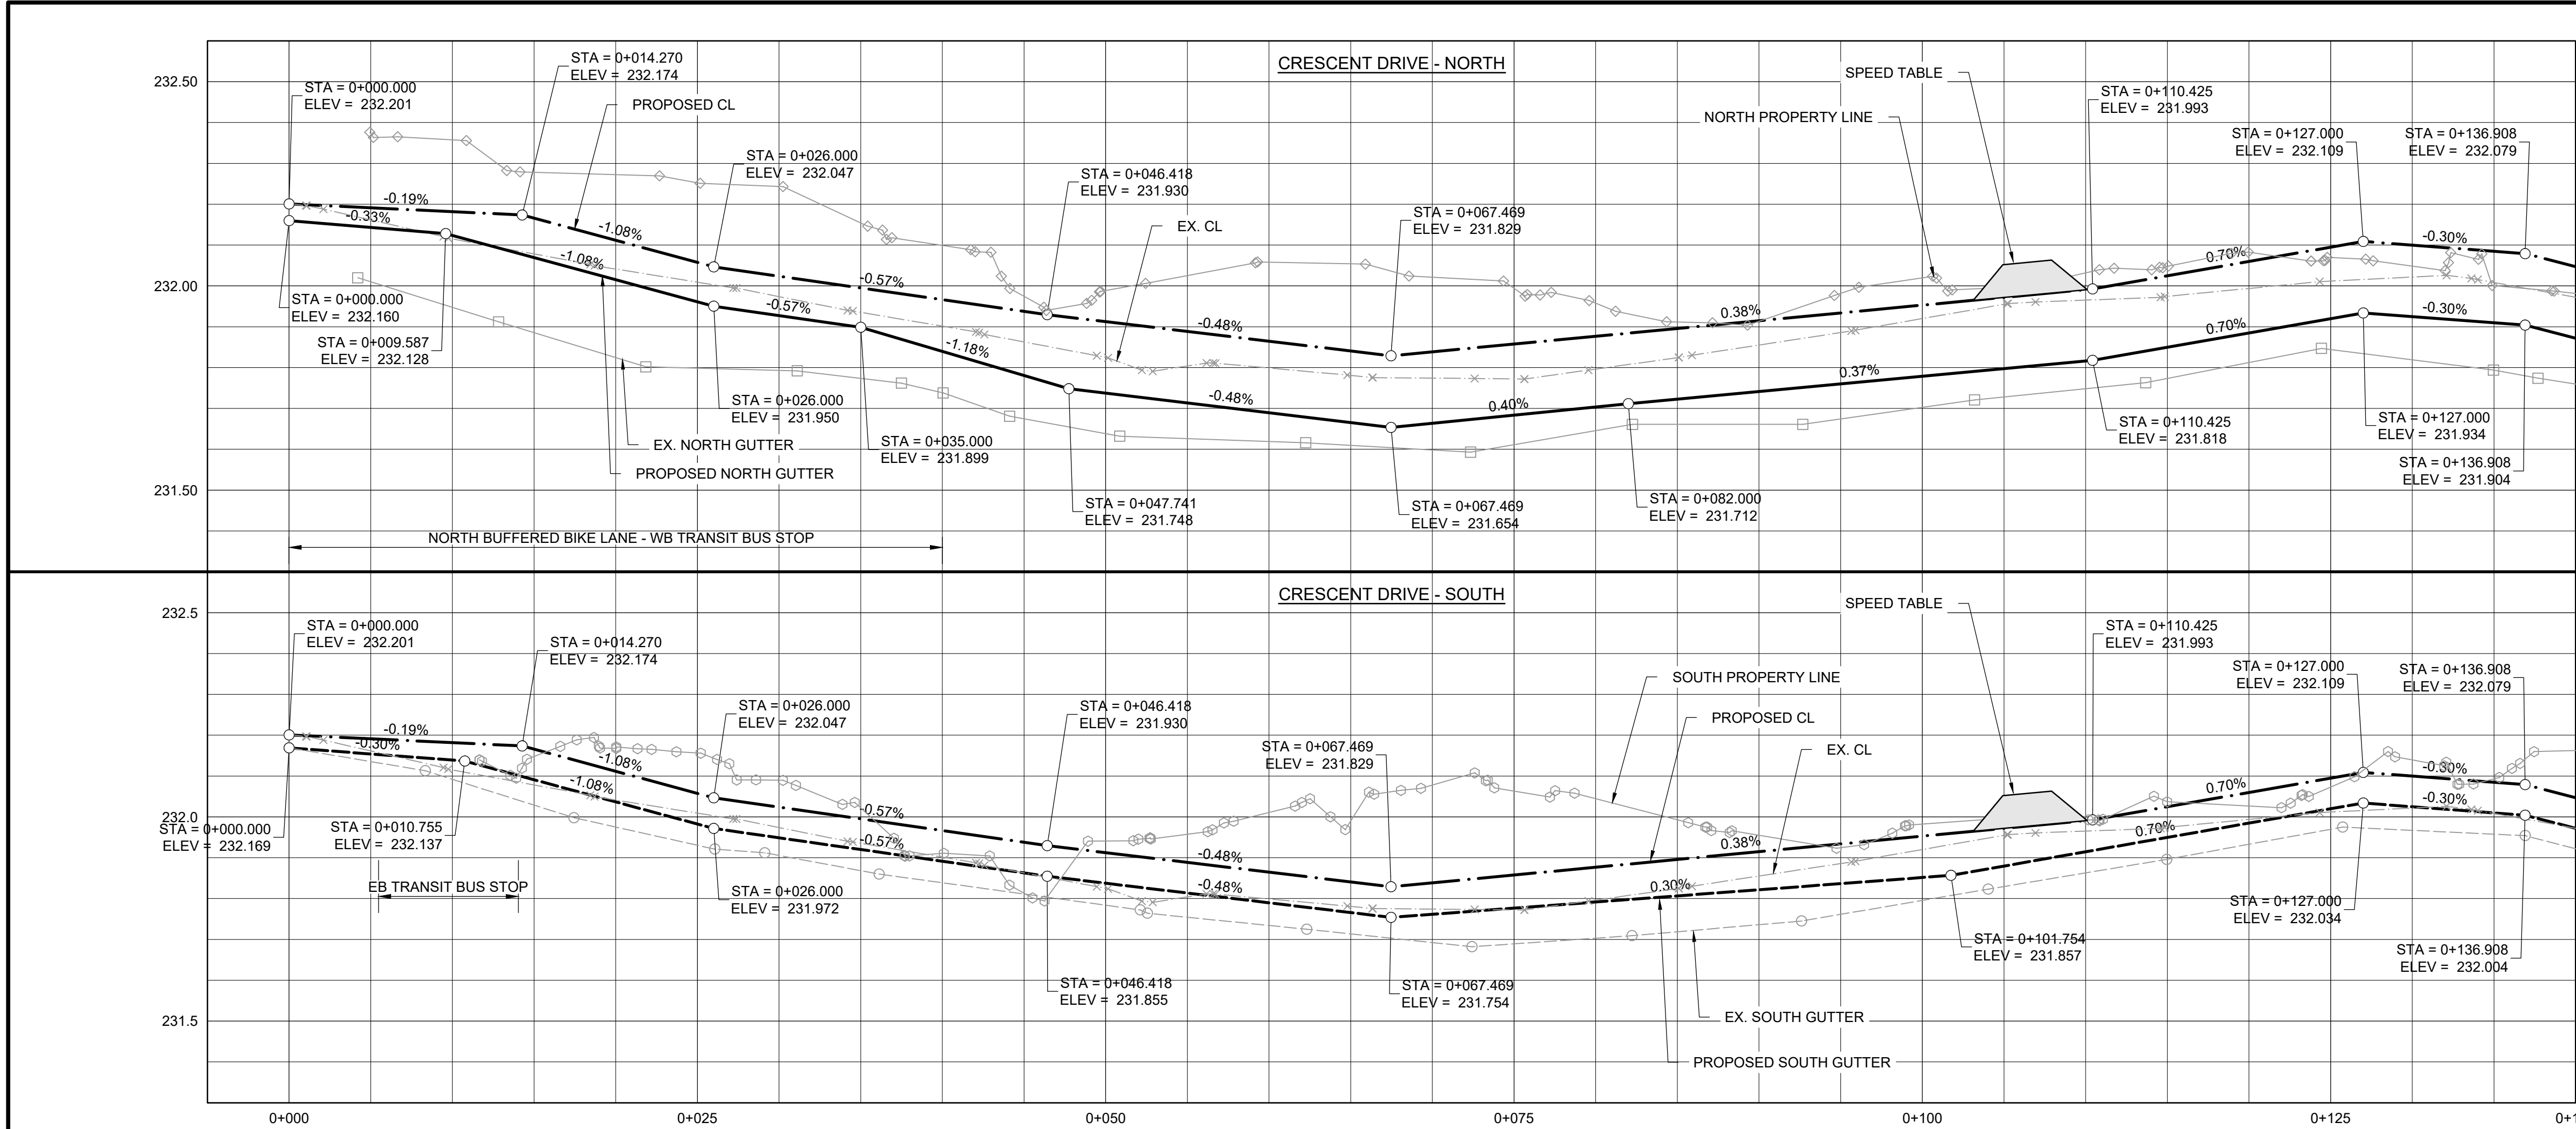 CRESCENT DRIVE - NORTH
232.50
232.00
231.50
STA = 0+000.000
ELEV = 232.201
STA = 0+014.270
ELEV = 232.174
PROPOSED CL
STA = 0+026.000
ELEV = 232.047
STA = 0+046.418
ELEV = 231.930
EX. CL
STA = 0+067.469
ELEV = 231.829
NORTH PROPERTY LINE
SPEED TABLE
STA = 0+110.425
ELEV = 231.993
STA = 0+127.000
ELEV = 232.109
STA = 0+136.908
ELEV = 232.079
-0.19%
-1.08%
-0.57%
-0.48%
0.38%
0.70%
-0.30%
-0.33%
-1.08%
-0.57%
-1.18%
-0.48%
0.40%
0.37%
0.70%
-0.30%
STA = 0+000.000
ELEV = 232.160
STA = 0+009.587
ELEV = 232.128
EX. NORTH GUTTER
PROPOSED NORTH GUTTER
STA = 0+026.000
ELEV = 231.950
STA = 0+035.000
ELEV = 231.899
STA = 0+047.741
ELEV = 231.748
STA = 0+067.469
ELEV = 231.654
STA = 0+082.000
ELEV = 231.712
STA = 0+110.425
ELEV = 231.818
STA = 0+127.000
ELEV = 231.934
STA = 0+136.908
ELEV = 231.904
NORTH BUFFERED BIKE LANE - WB TRANSIT BUS STOP
CRESCENT DRIVE - SOUTH
232.5
232.0
231.5
STA = 0+000.000
ELEV = 232.201
STA = 0+014.270
ELEV = 232.174
STA = 0+026.000
ELEV = 232.047
STA = 0+046.418
ELEV = 231.930
STA = 0+067.469
ELEV = 231.829
SOUTH PROPERTY LINE
PROPOSED CL
EX. CL
SPEED TABLE
STA = 0+110.425
ELEV = 231.993
STA = 0+127.000
ELEV = 232.109
STA = 0+136.908
ELEV = 232.079
-0.19%
-1.08%
-0.57%
-0.48%
0.38%
0.70%
-0.30%
-0.30%
-1.08%
-0.57%
-0.48%
0.30%
0.70%
-0.30%
STA = 0+000.000
ELEV = 232.169
STA = 0+010.755
ELEV = 232.137
EB TRANSIT BUS STOP
STA = 0+026.000
ELEV = 231.972
STA = 0+046.418
ELEV = 231.855
STA = 0+067.469
ELEV = 231.754
EX. SOUTH GUTTER
PROPOSED SOUTH GUTTER
STA = 0+101.754
ELEV = 231.857
STA = 0+127.000
ELEV = 232.034
STA = 0+136.908
ELEV = 232.004
0+000
0+025
0+050
0+075
0+100
0+125